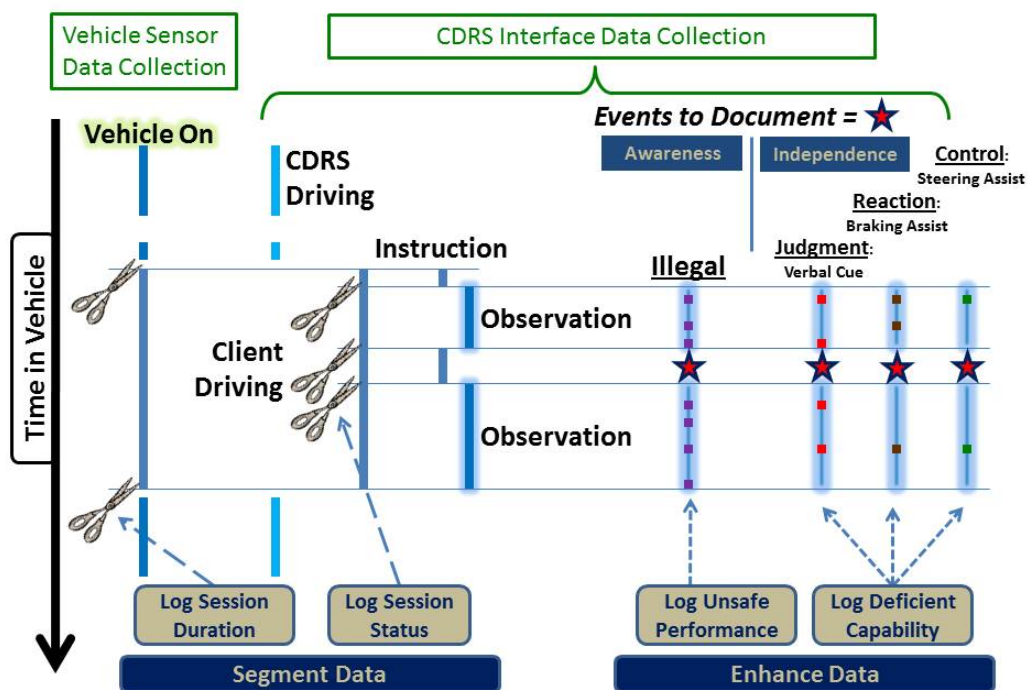 Vehicle Sensor
Data Collection
CDRS Interface Data Collection
Events to Document =
Vehicle On
Awareness
Independence
Control:
Steering Assist
CDRS
Driving
Reaction:
Braking Assist
Instruction
Judgment:
Verbal Cue
Illegal
Time in Vehicle
Observation
Client
Driving
Observation
Log Session
Duration
Log Session
Status
Log Unsafe
Performance
Log Deficient
Capability
Segment Data
Enhance Data